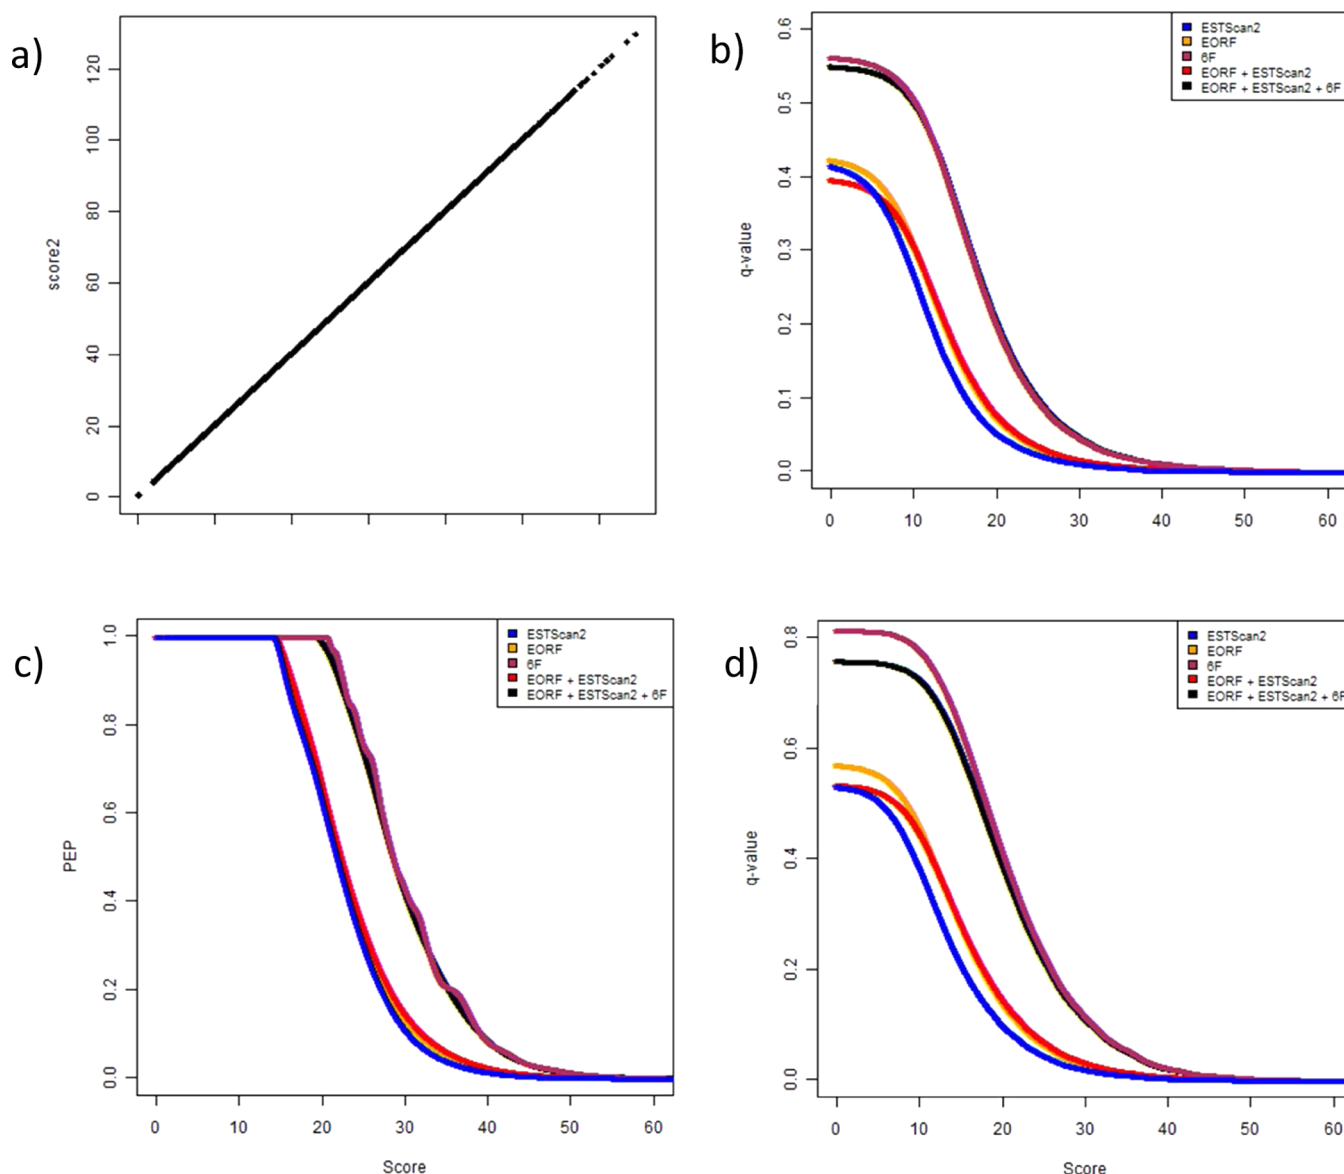 a)
score2
0
20
40
60
80
100
120
b)
q-value
0.0
0.1
0.2
0.3
0.4
0.5
0.6
0
10
20
30
40
50
60
ESTScan2
EORF
6F
EORF + ESTScan2
EORF + ESTScan2 + 6F
c)
PEP
0.0
0.2
0.4
0.6
0.8
1.0
0
10
20
30
40
50
60
Score
ESTScan2
EORF
6F
EORF + ESTScan2
EORF + ESTScan2 + 6F
d)
q-value
0.0
0.2
0.4
0.6
0.8
0
10
20
30
40
50
60
Score
ESTScan2
EORF
6F
EORF + ESTScan2
EORF + ESTScan2 + 6F